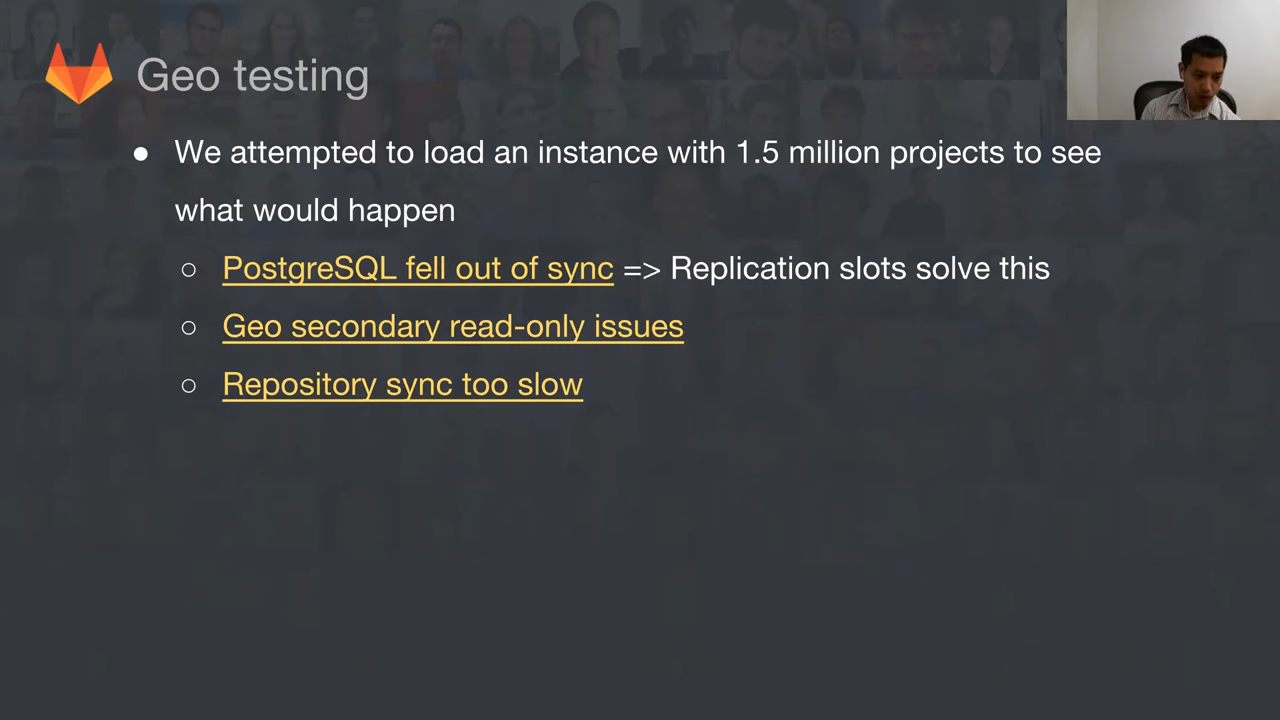 Geo testing
● We attempted to load an instance with 1.5 million projects to see
what would happen
○ PostgreSQL fell out of sync => Replication slots solve this
○ Geo secondary read-only issues
○ Repository sync too slow